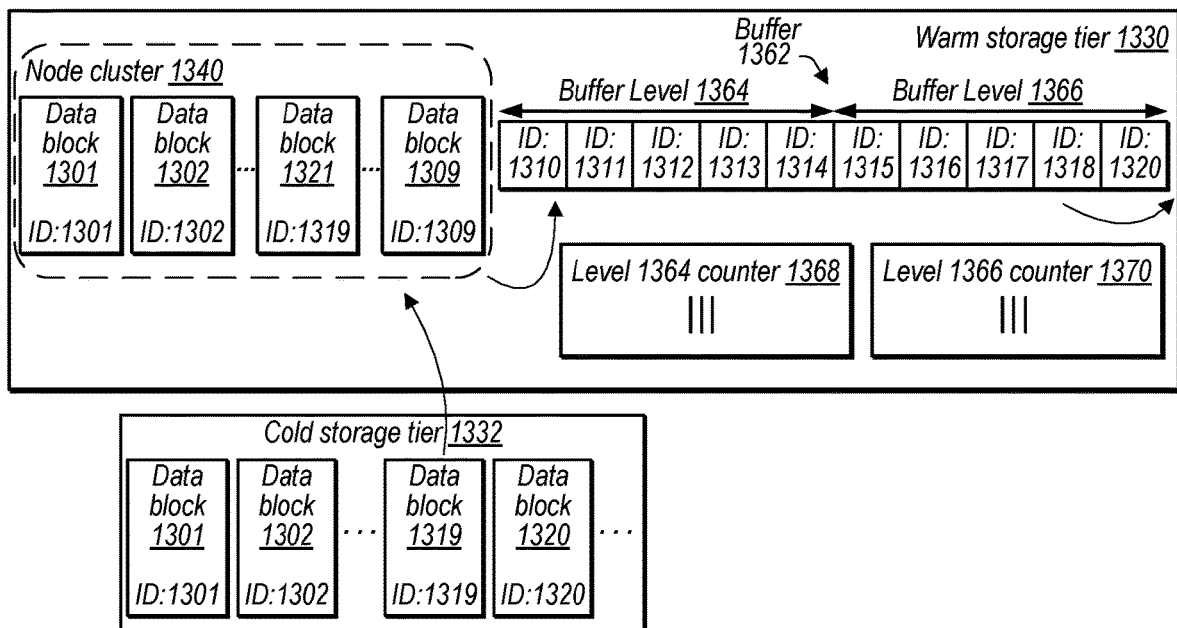 Warm storage tier 1330
Node cluster 1340
Data block 1301
ID:1301
Data block 1302
ID:1302
...
Data block 1321
ID:1319
...
Data block 1309
ID:1309
Buffer 1362
Buffer Level 1364
Buffer Level 1366
ID: 1310
ID: 1311
ID: 1312
ID: 1313
ID: 1314
ID: 1315
ID: 1316
ID: 1317
ID: 1318
ID: 1320
Level 1364 counter 1368
|||
Level 1366 counter 1370
|||
Cold storage tier 1332
Data block 1301
ID:1301
Data block 1302
ID:1302
...
Data block 1319
ID:1319
Data block 1320
ID:1320
...